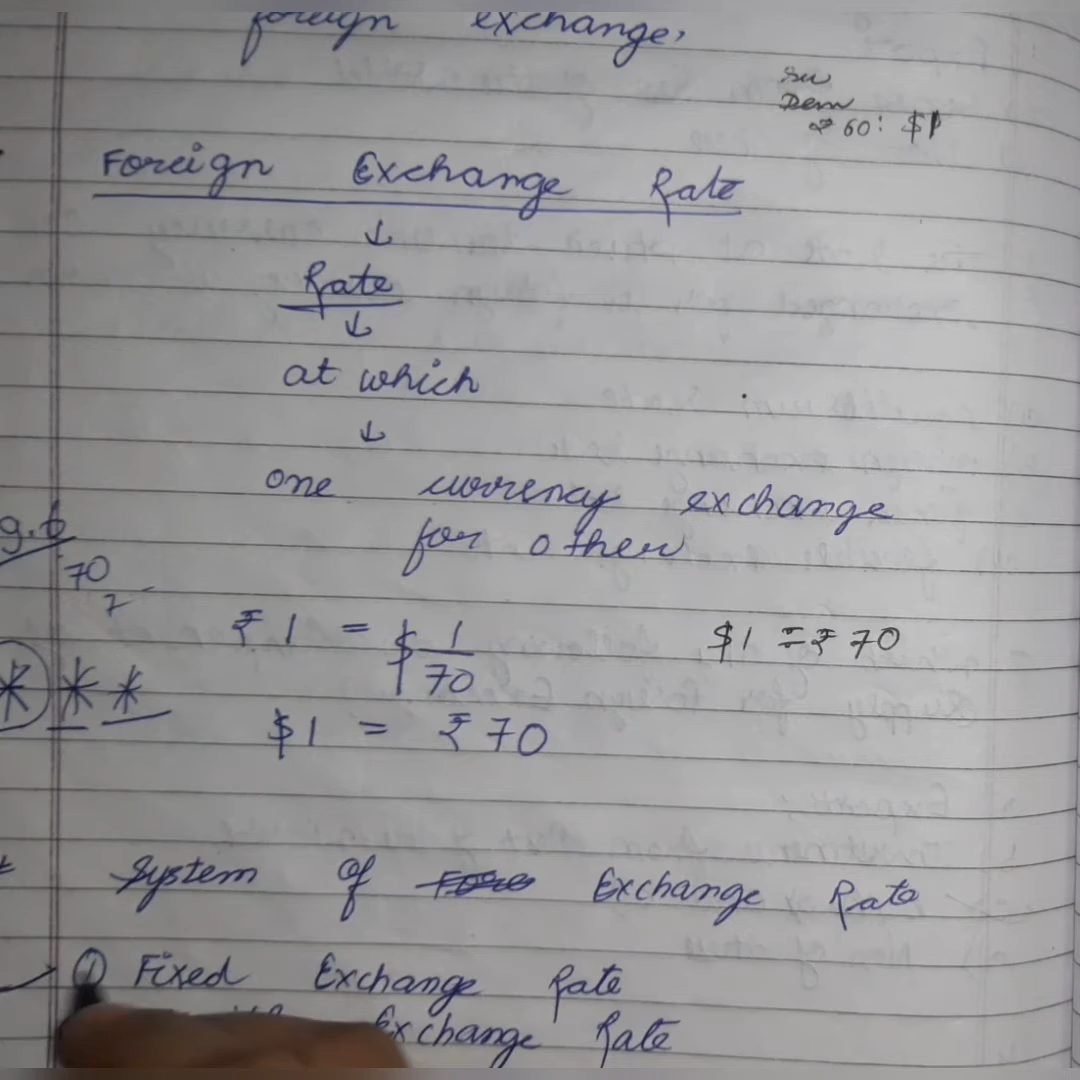 foreign exchange,
Su
Dem
₹ 60: $1
Foreign Exchange Rate
↓
Rate
↓
at which
↓
one currency exchange
for other
70
7
₹ 1 = $ 1/70
$1 = ₹ 70
$1 = ₹ 70
System Of Exchange Rate
① Fixed Exchange Rate
Exchange Rate